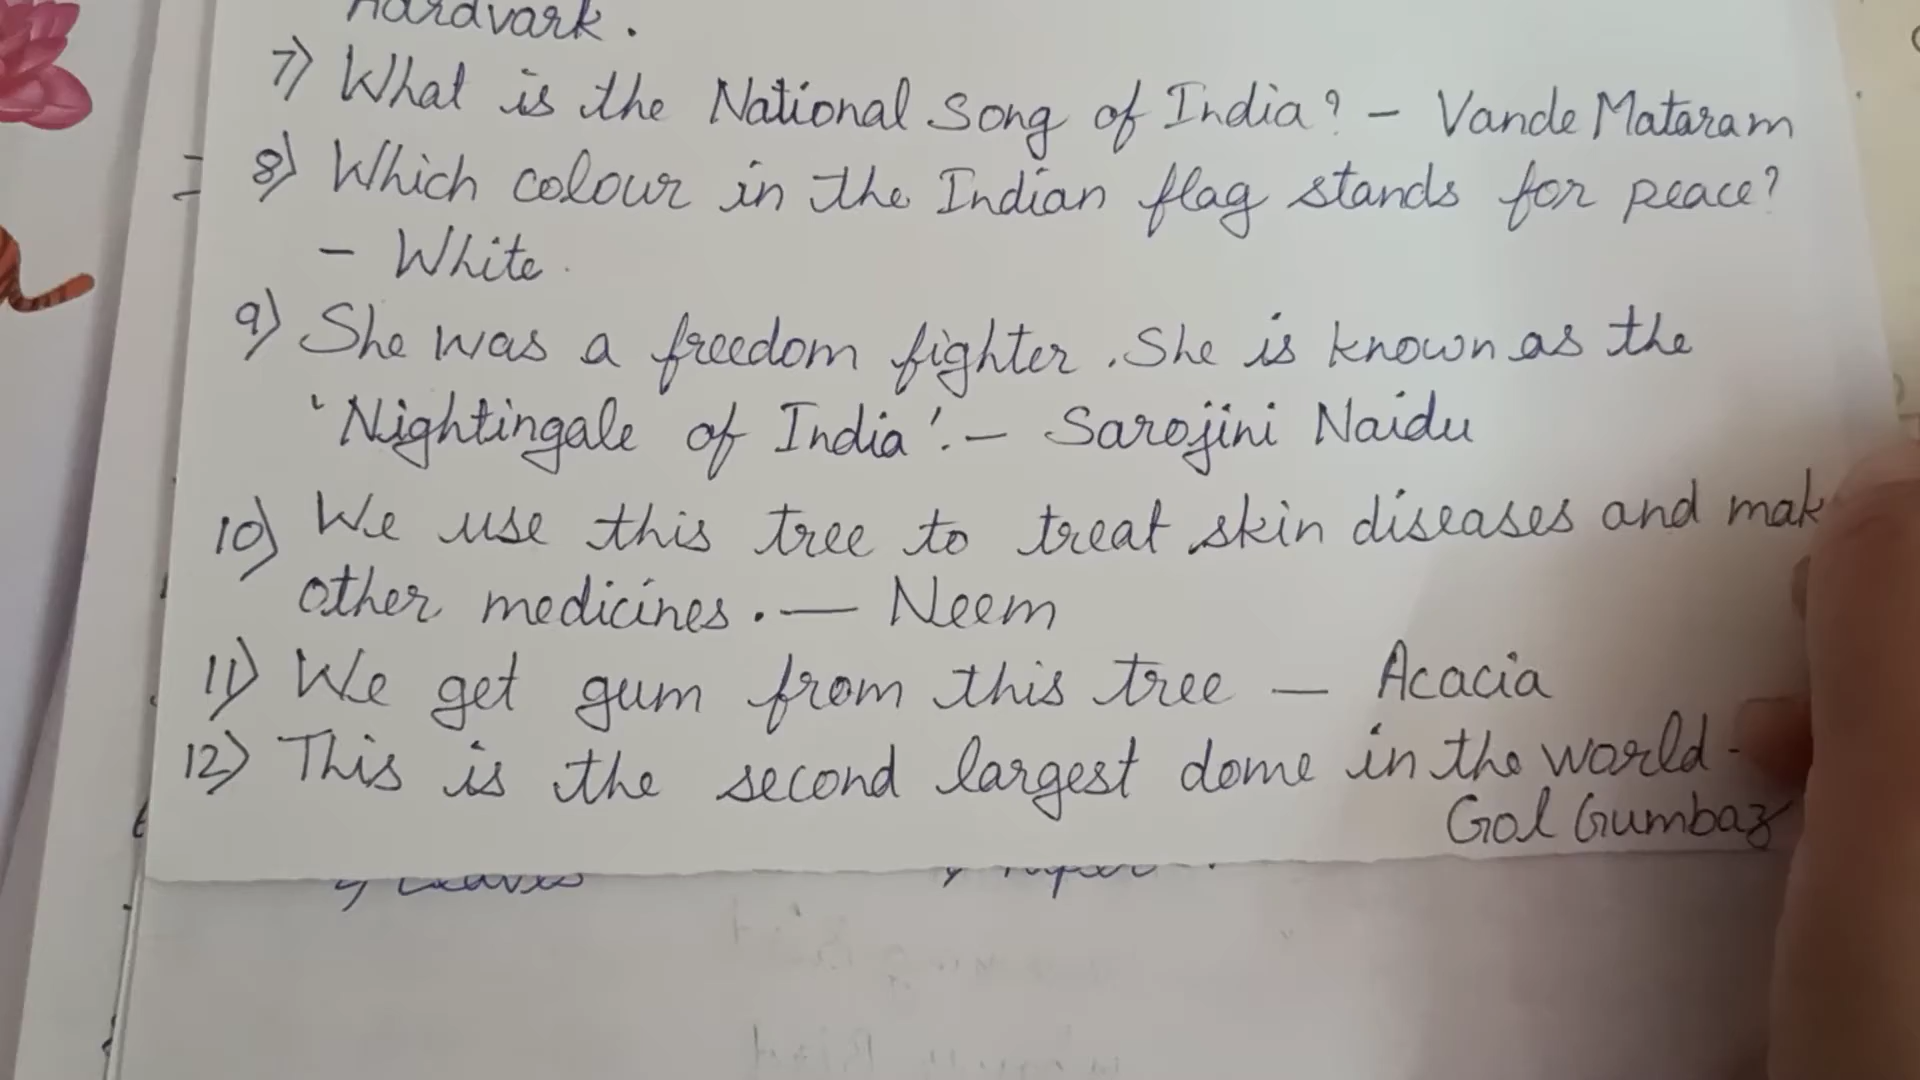 Aardvark.
7) What is the National Song of India? - Vande Mataram
8) Which colour in the Indian flag stands for peace?
- White.
9) She was a freedom fighter. She is known as the
'Nightingale of India'. - Sarojini Naidu
10) We use this tree to treat skin diseases and mak
other medicines. — Neem
11) We get gum from this tree — Acacia
12) This is the second largest dome in the world -
Gol Gumbaz